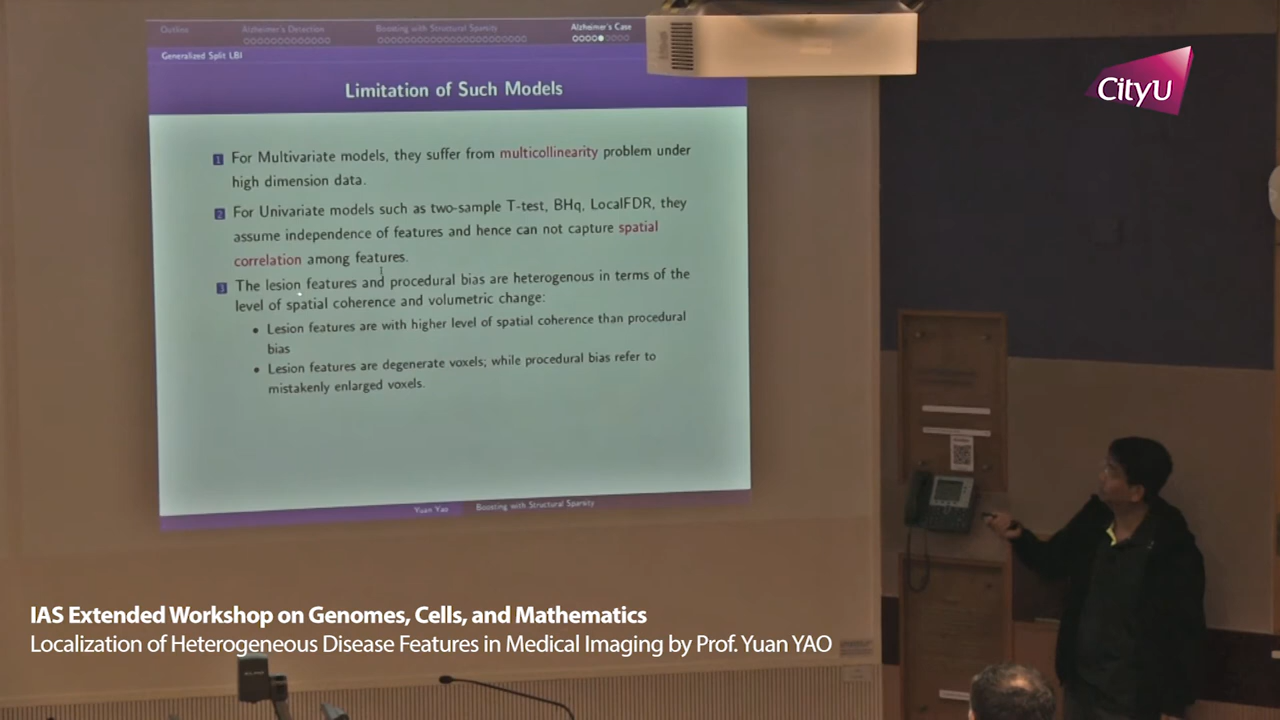 Outline
Alzheimer's Detection
Boosting with Structural Sparsity
Alzheimer's Case
Generalized Split LBI
Limitation of Such Models
1 For Multivariate models, they suffer from multicollinearity problem under
high dimension data.
2 For Univariate models such as two-sample T-test, BHq, LocalFDR, they
assume independence of features and hence can not capture spatial
correlation among features.
3 The lesion features and procedural bias are heterogenous in terms of the
level of spatial coherence and volumetric change:
• Lesion features are with higher level of spatial coherence than procedural
bias
• Lesion features are degenerate voxels; while procedural bias refer to
mistakenly enlarged voxels.
Yuan Yao
Boosting with Structural Sparsity
CityU
IAS Extended Workshop on Genomes, Cells, and Mathematics
Localization of Heterogeneous Disease Features in Medical Imaging by Prof. Yuan YAO